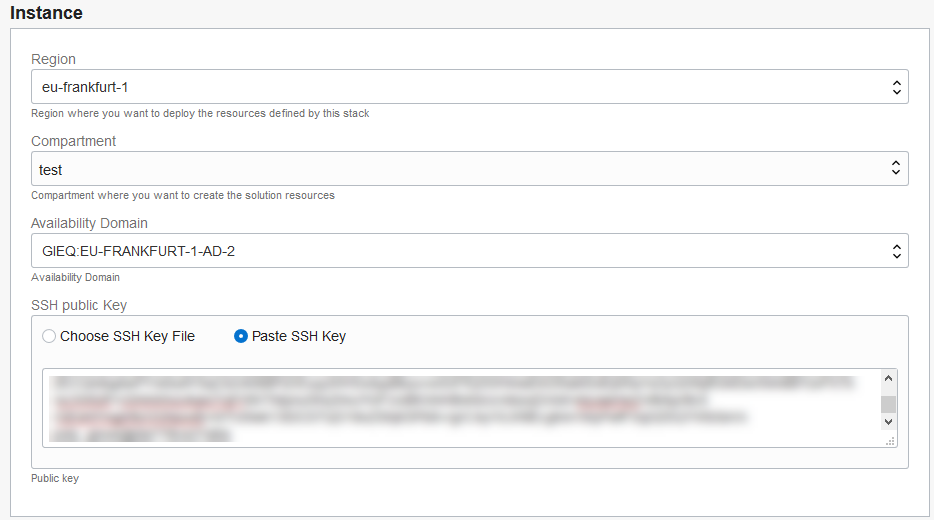 Instance
Region
eu-frankfurt-1
Region where you want to deploy the resources defined by this stack
Compartment
test
Compartment where you want to create the solution resources
Availability Domain
GIEQ:EU-FRANKFURT-1-AD-2
Availability Domain
SSH public Key
Choose SSH Key File
Paste SSH Key
Public key